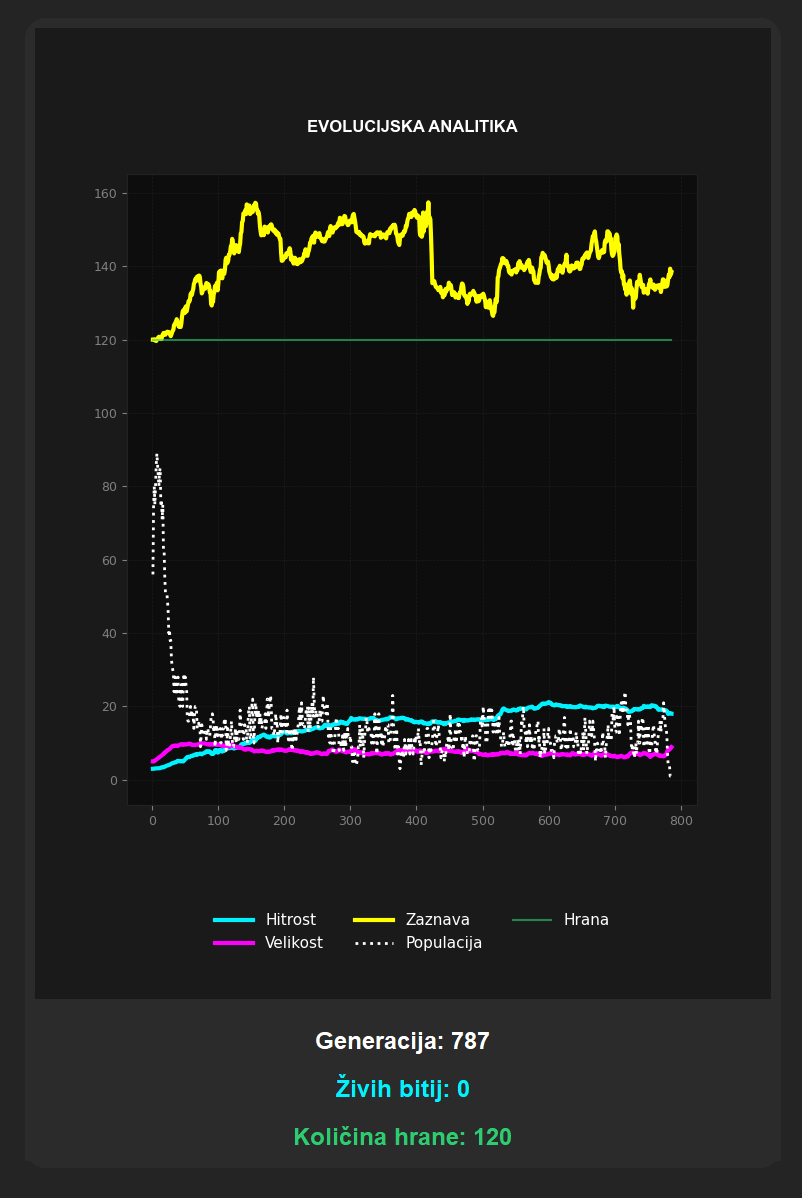 EVOLUCIJSKA ANALITIKA
160
140
120
100
80
60
40
20
0
0 100 200 300 400 500 600 700 800
Hitrost Zaznava Hrana
Velikost Populacija
Generacija: 787
Živih bitij: 0
Količina hrane: 120